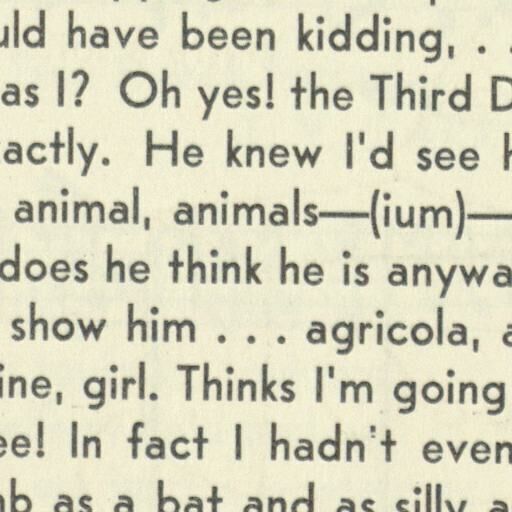 uld have been kidding, . .
as I? Oh yes! the Third D
actly. He knew I'd see h
animal, animals—(ium)—
does he think he is anywa
show him . . . agricola, a
ine, girl. Thinks I'm going
ee! In fact I hadn't even
mb as a bat and as silly a